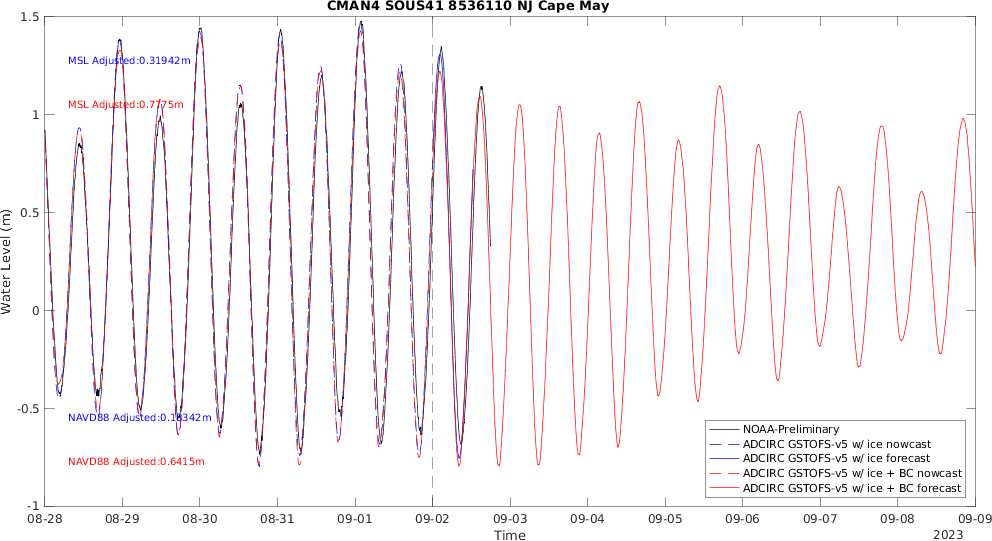 CMAN4 SOUS41 8536110 NJ Cape May
1.5
1
0.5
0
-0.5
-1
Water Level (m)
MSL Adjusted:0.31942m
MSL Adjusted:0.7775m
NAVD88 Adjusted:0.18342m
NAVD88 Adjusted:0.6415m
NOAA-Preliminary
ADCIRC GSTOFS-v5 w/ ice nowcast
ADCIRC GSTOFS-v5 w/ ice forecast
ADCIRC GSTOFS-v5 w/ ice + BC nowcast
ADCIRC GSTOFS-v5 w/ ice + BC forecast
08-28 08-29 08-30 08-31 09-01 09-02 09-03 09-04 09-05 09-06 09-07 09-08 09-09
Time
2023